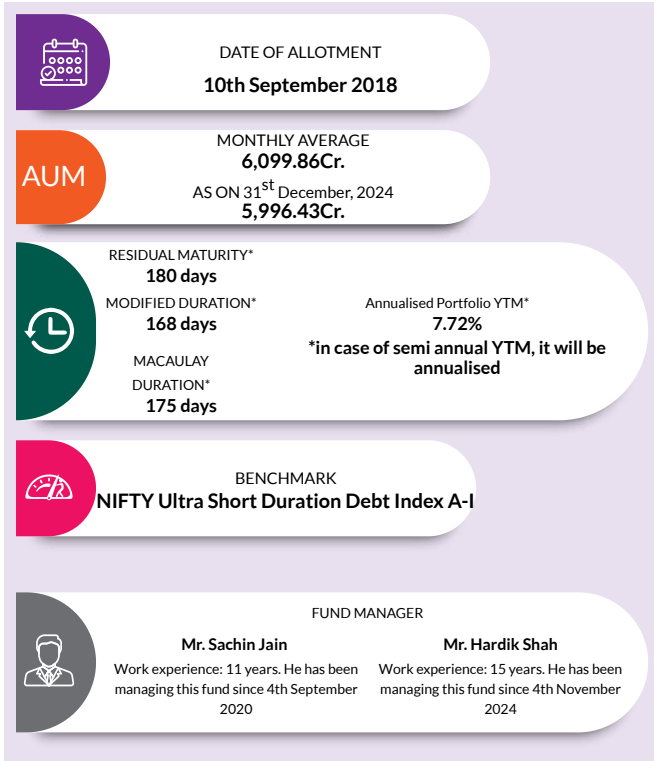 DATE OF ALLOTMENT
10th September 2018
AUM
MONTHLY AVERAGE
6,099.86Cr.
AS ON 31st December, 2024
5,996.43Cr.
RESIDUAL MATURITY*
180 days
MODIFIED DURATION*
168 days
MACAULAY
DURATION*
175 days
Annualised Portfolio YTM*
7.72%
*in case of semi annual YTM, it will be
annualised
BENCHMARK
NIFTY Ultra Short Duration Debt Index A-I
FUND MANAGER
Mr. Sachin Jain
Work experience: 11 years. He has been
managing this fund since 4th September
2020
Mr. Hardik Shah
Work experience: 15 years. He has been
managing this fund since 4th November
2024